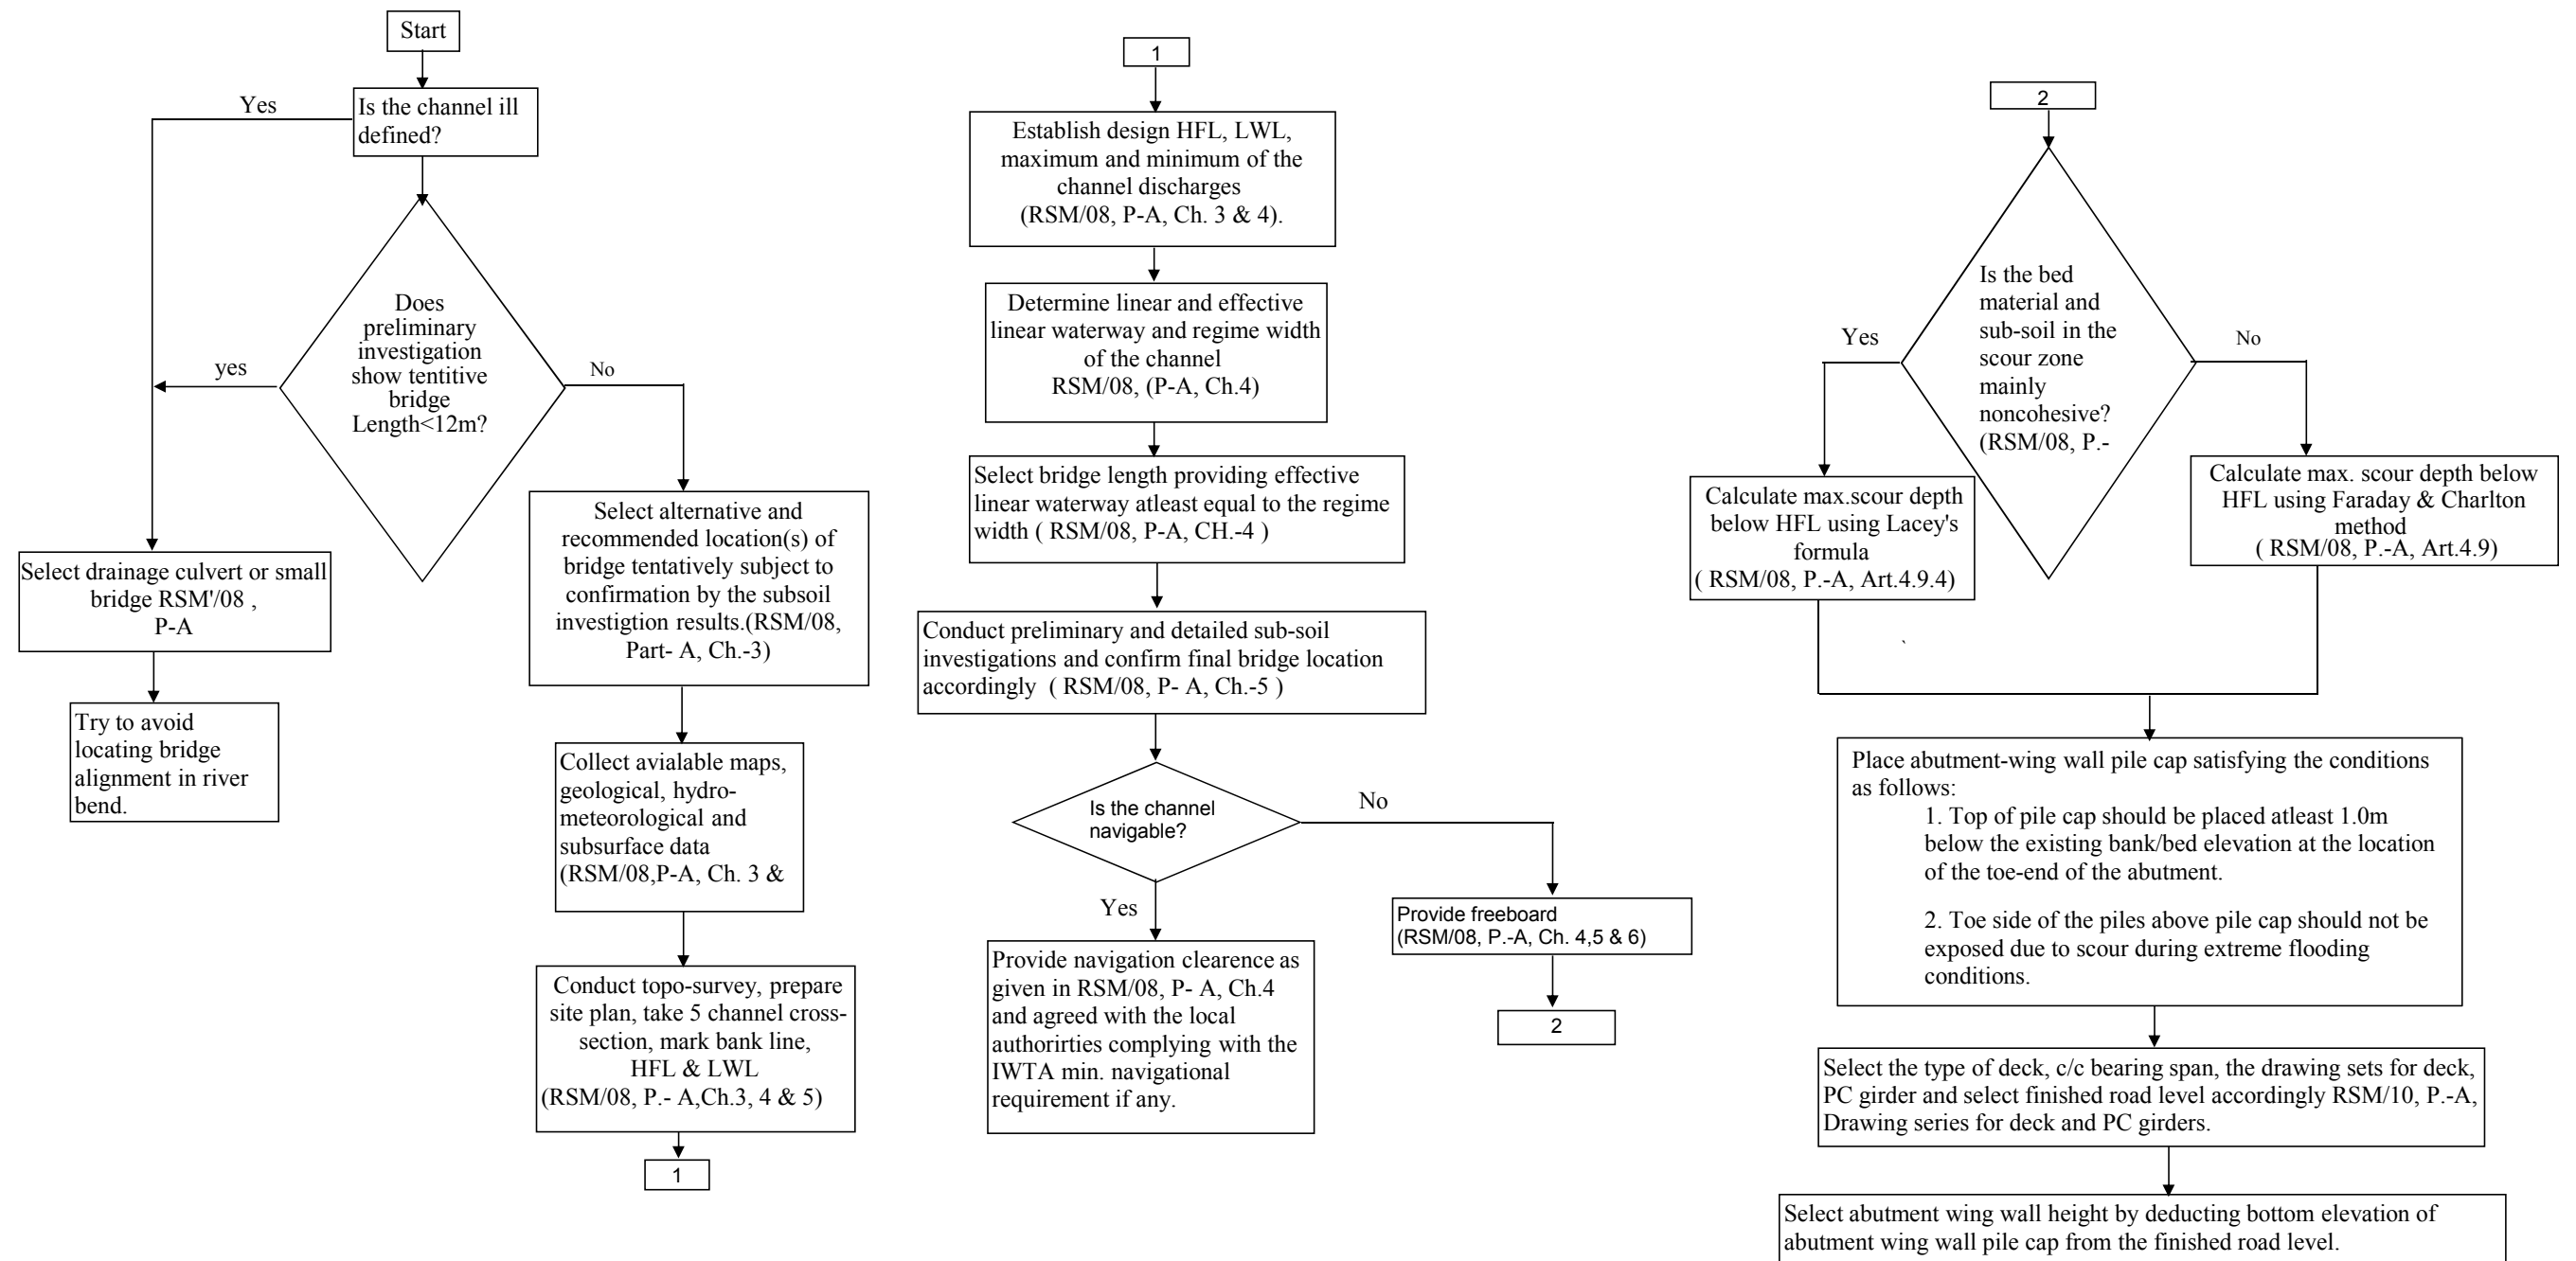 Start
Is the channel ill
defined?
Yes
Does
preliminary
investigation
show tentitive
bridge
Length<12m?
yes
No
Select drainage culvert or small
bridge RSM'/08 ,
P-A
Try to avoid
locating bridge
alignment in river
bend.
Select alternative and
recommended location(s) of
bridge tentatively subject to
confirmation by the subsoil
investigtion results.(RSM/08,
Part- A, Ch.-3)
Collect avialable maps,
geological, hydro-
meteorological and
subsurface data
(RSM/08,P-A, Ch. 3 &
Conduct topo-survey, prepare
site plan, take 5 channel cross-
section, mark bank line,
HFL & LWL
(RSM/08, P.- A,Ch.3, 4 & 5)
1
1
Establish design HFL, LWL,
maximum and minimum of the
channel discharges
(RSM/08, P-A, Ch. 3 & 4).
Determine linear and effective
linear waterway and regime width
of the channel
RSM/08, (P-A, Ch.4)
Select bridge length providing effective
linear waterway atleast equal to the regime
width ( RSM/08, P-A, CH.-4 )
Conduct preliminary and detailed sub-soil
investigations and confirm final bridge location
accordingly ( RSM/08, P- A, Ch.-5 )
Is the channel
navigable?
No
Yes
Provide navigation clearence as
given in RSM/08, P- A, Ch.4
and agreed with the local
authorirties complying with the
IWTA min. navigational
requirement if any.
Provide freeboard
(RSM/08, P.-A, Ch. 4,5 & 6)
2
2
Is the bed
material and
sub-soil in the
scour zone
mainly
noncohesive?
(RSM/08, P.-
Yes
No
Calculate max.scour depth
below HFL using Lacey's
formula
( RSM/08, P.-A, Art.4.9.4)
Calculate max. scour depth below
HFL using Faraday & Charlton
method
( RSM/08, P.-A, Art.4.9)
`
Place abutment-wing wall pile cap satisfying the conditions
as follows:
1. Top of pile cap should be placed atleast 1.0m
below the existing bank/bed elevation at the location
of the toe-end of the abutment.
2. Toe side of the piles above pile cap should not be
exposed due to scour during extreme flooding
conditions.
Select the type of deck, c/c bearing span, the drawing sets for deck,
PC girder and select finished road level accordingly RSM/10, P.-A,
Drawing series for deck and PC girders.
Select abutment wing wall height by deducting bottom elevation of
abutment wing wall pile cap from the finished road level.